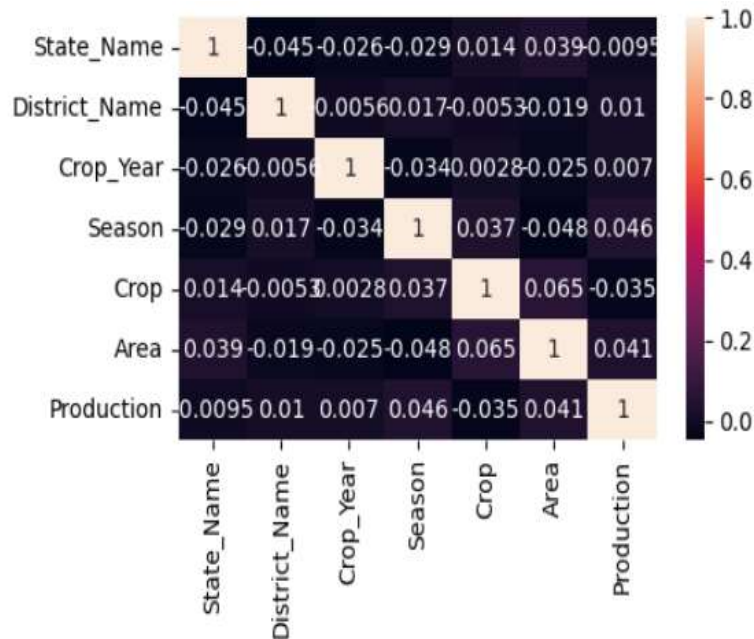 State_Name 1 -0.045 -0.026 -0.029 0.014 0.039 -0.0095 1.0
District_Name -0.045 1 0.0056 0.017 -0.0053 -0.019 0.01 0.8
Crop_Year -0.026 0.0056 1 -0.034 0.0028 -0.025 0.007 0.6
Season -0.029 0.017 -0.034 1 0.037 -0.048 0.046
Crop 0.014 -0.0053 0.0028 0.037 1 0.065 -0.035 0.4
Area 0.039 -0.019 -0.025 -0.048 0.065 1 0.041 0.2
Production -0.0095 0.01 0.007 0.046 -0.035 0.041 1 0.0
State_Name
District_Name
Crop_Year
Season
Crop
Area
Production